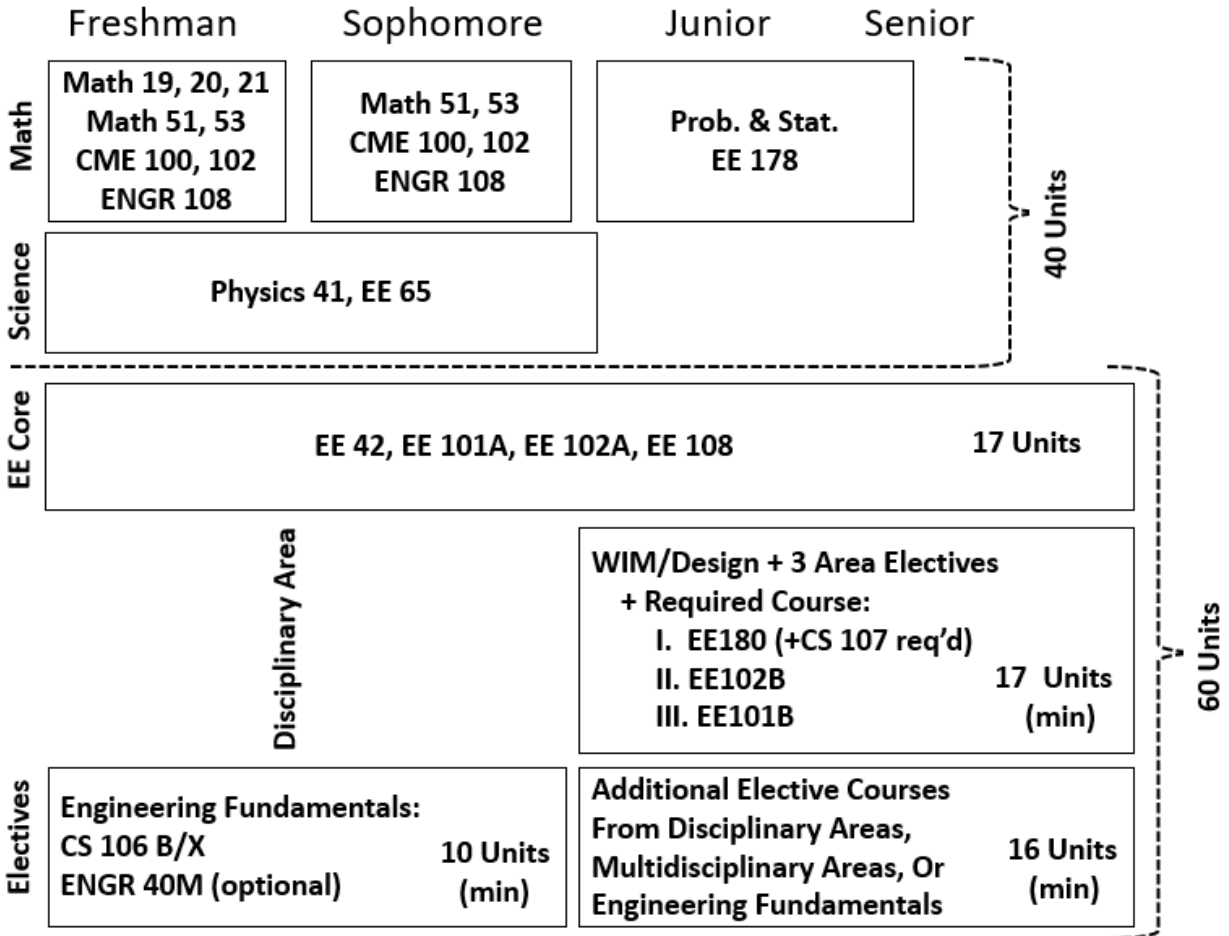 Freshman Sophomore Junior Senior
Math
Math 19, 20, 21
Math 51, 53
CME 100, 102
ENGR 108
Math 51, 53
CME 100, 102
ENGR 108
Prob. & Stat.
EE 178
40 Units
Science
Physics 41, EE 65
EE Core
EE 42, EE 101A, EE 102A, EE 108
17 Units
Disciplinary Area
WIM/Design + 3 Area Electives
+ Required Course:
I. EE180 (+CS 107 req’d)
II. EE102B
III. EE101B
17 Units
(min)
60 Units
Electives
Engineering Fundamentals:
CS 106 B/X
ENGR 40M (optional)
10 Units
(min)
Additional Elective Courses
From Disciplinary Areas,
Multidisciplinary Areas, Or
Engineering Fundamentals
16 Units
(min)